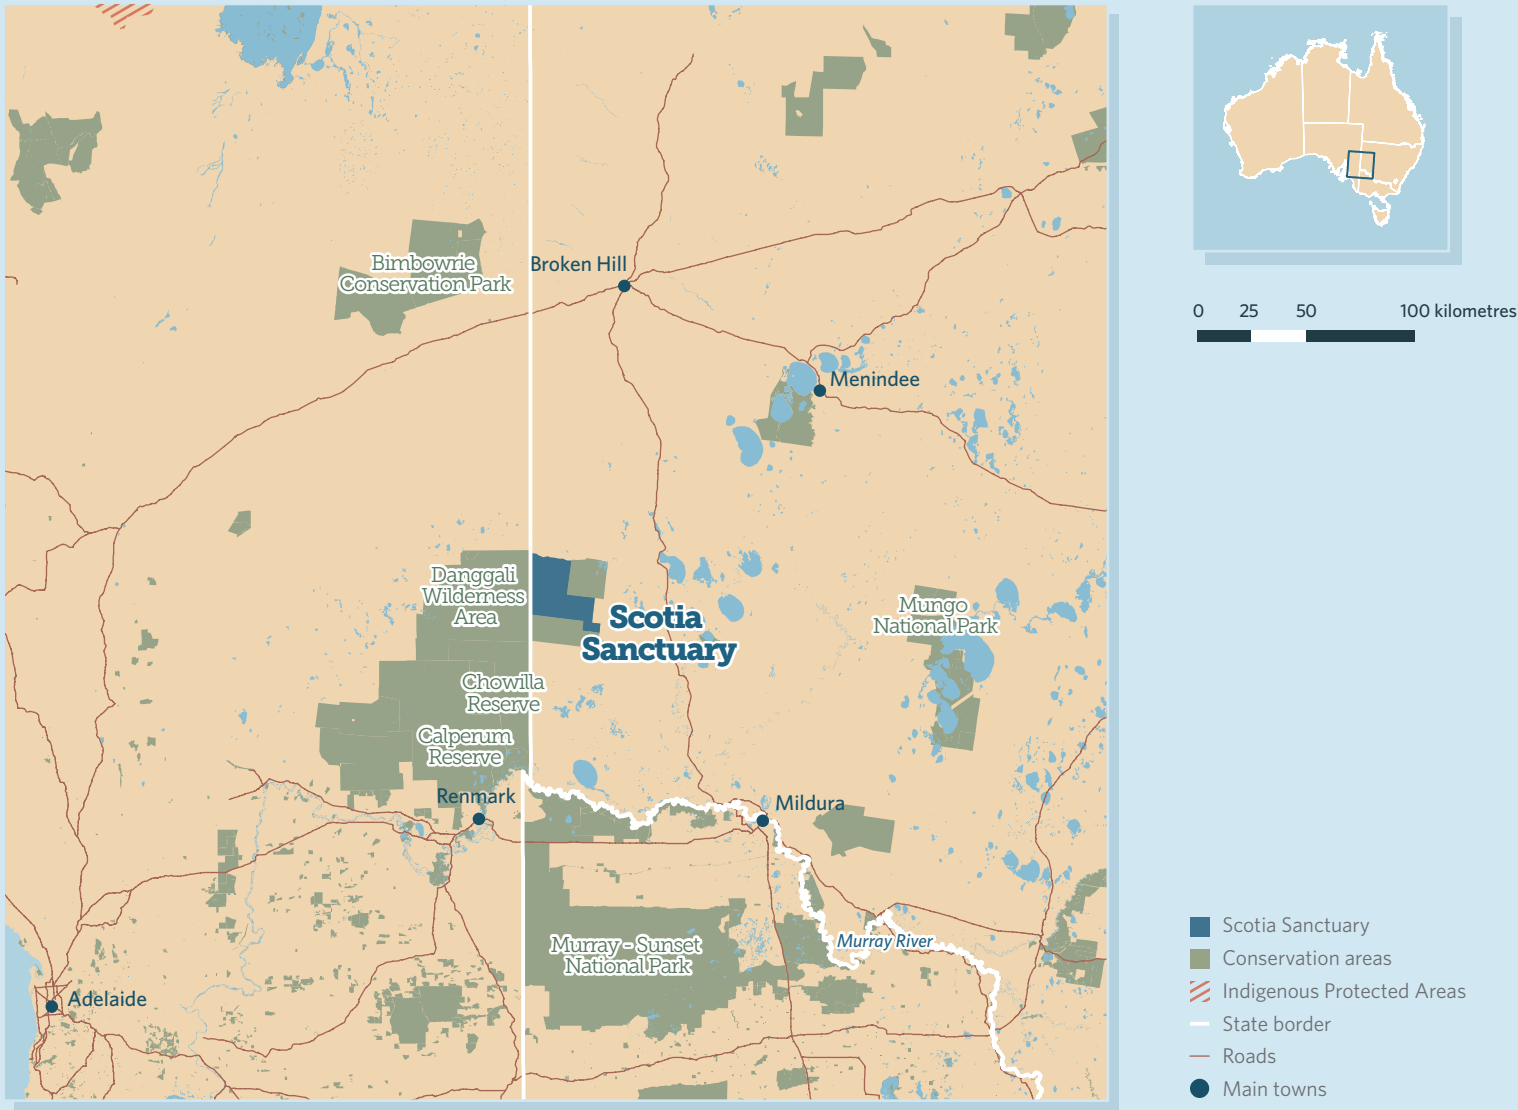 Bimbowrie
Conservation Park
Broken Hill
Menindee
Danggali
Wilderness
Area
Scotia
Sanctuary
Mungo
National Park
Chowilla
Reserve
Calperum
Reserve
Renmark
Mildura
Murray - Sunset
National Park
Murray River
Adelaide
0 25 50 100 kilometres
Scotia Sanctuary
Conservation areas
Indigenous Protected Areas
State border
Roads
Main towns